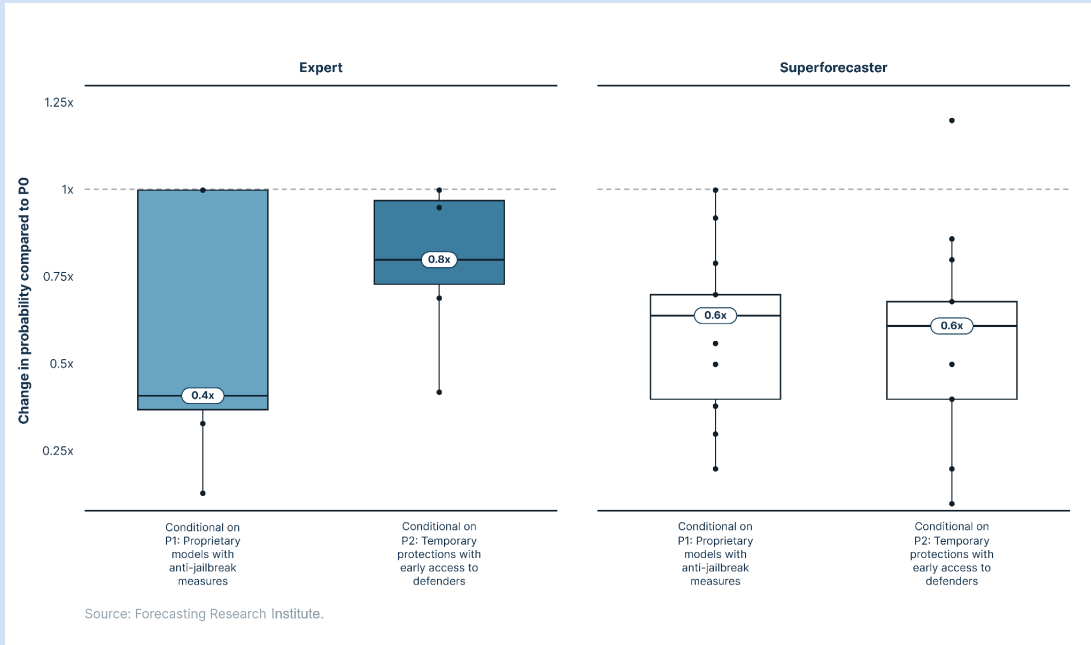 Expert
Superforecaster
Change in probability compared to P0
1.25x
1x
0.75x
0.5x
0.25x
0.4x
0.8x
0.6x
0.6x
Conditional on
P1: Proprietary
models with
anti-jailbreak
measures
Conditional on
P2: Temporary
protections with
early access to
defenders
Conditional on
P1: Proprietary
models with
anti-jailbreak
measures
Conditional on
P2: Temporary
protections with
early access to
defenders
Source: Forecasting Research Institute.